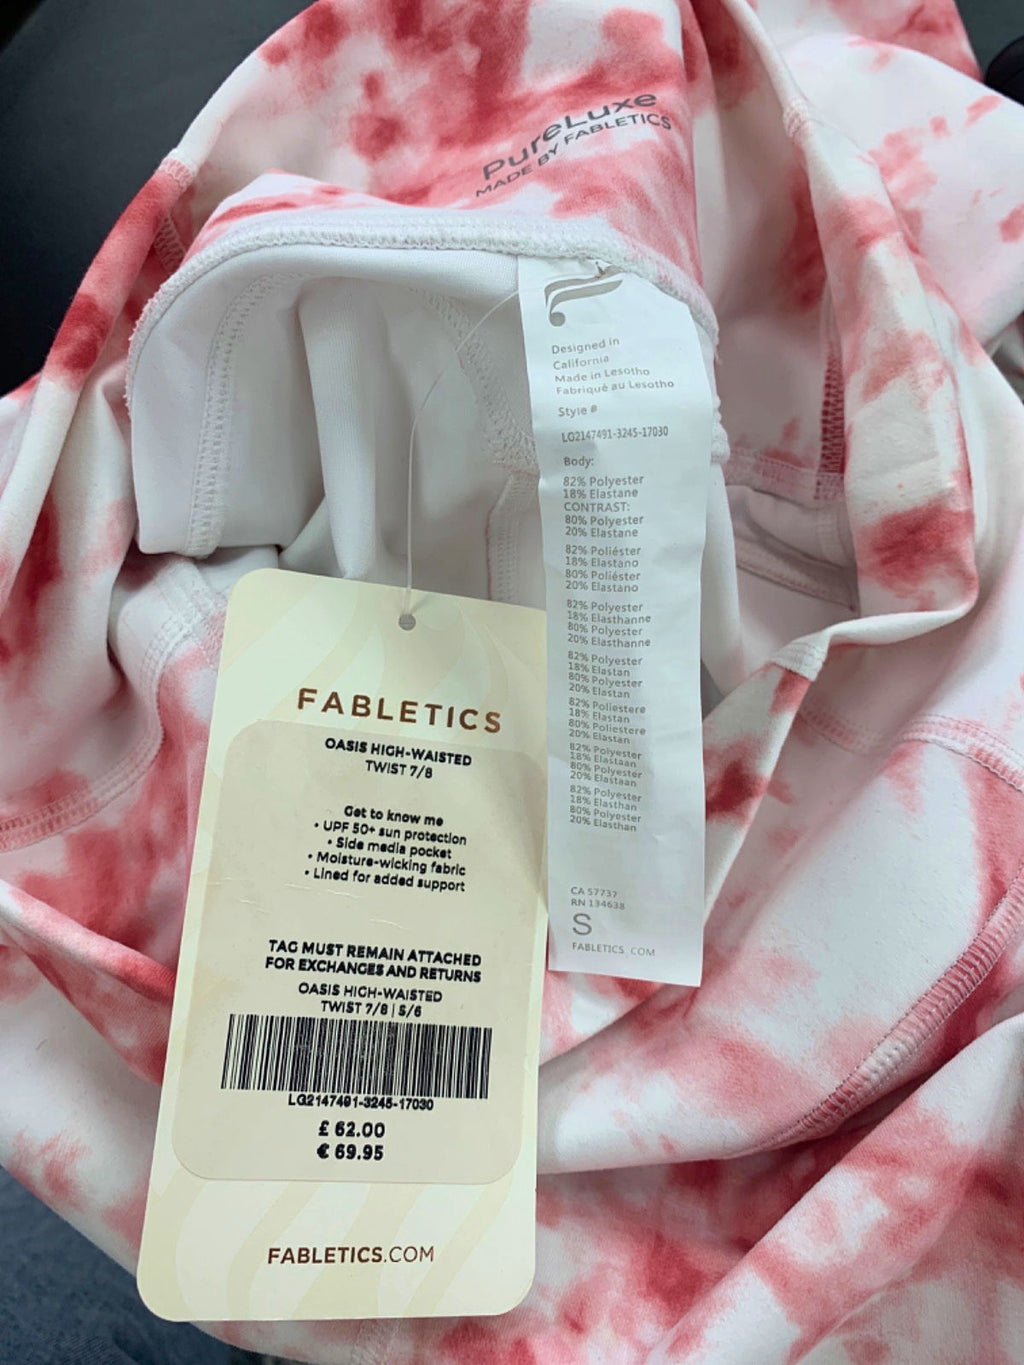 PureLuxe
MADE BY FABLETICS
Designed in
California
Made in Lesotho
Fabriqué au Lesotho
Style #
LG2147491-3245-17030
Body:
82% Polyester
18% Elastane
CONTRAST:
80% Polyester
20% Elastane
82% Poliéster
18% Elastano
80% Poliéster
20% Elastano
82% Polyester
18% Elasthanne
80% Polyester
20% Elasthanne
82% Polyester
18% Elastan
80% Polyester
20% Elastan
82% Poliestere
18% Elastan
80% Poliestere
20% Elastan
82% Polyester
18% Elastaan
80% Polyester
20% Elastaan
82% Polyester
18% Elasthan
80% Polyester
20% Elasthan
CA 57737
RN 134638
S
FABLETICS.COM
FABLETICS
OASIS HIGH-WAISTED
TWIST 7/8
Get to know me
• UPF 50+ sun protection
• Side media pocket
• Moisture-wicking fabric
• Lined for added support
TAG MUST REMAIN ATTACHED
FOR EXCHANGES AND RETURNS
OASIS HIGH-WAISTED
TWIST 7/8 | S/6
LG2147491-3245-17030
£ 62.00
€ 69.95
FABLETICS.COM